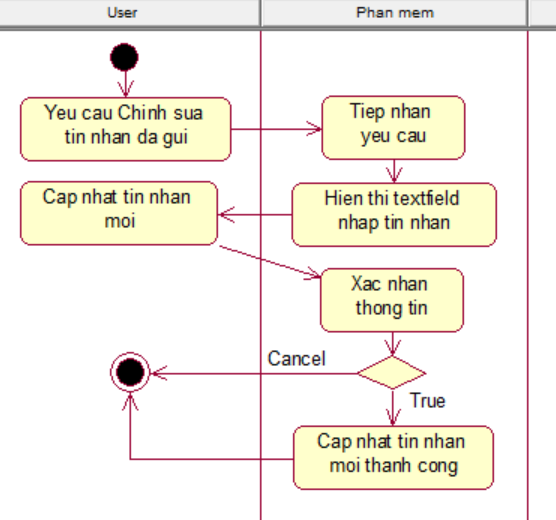 User
Phan mem
Yeu cau Chinh sua
tin nhan da gui
Tiep nhan
yeu cau
Cap nhat tin nhan
moi
Hien thi textfield
nhap tin nhan
Xac nhan
thong tin
Cancel
True
Cap nhat tin nhan
moi thanh cong